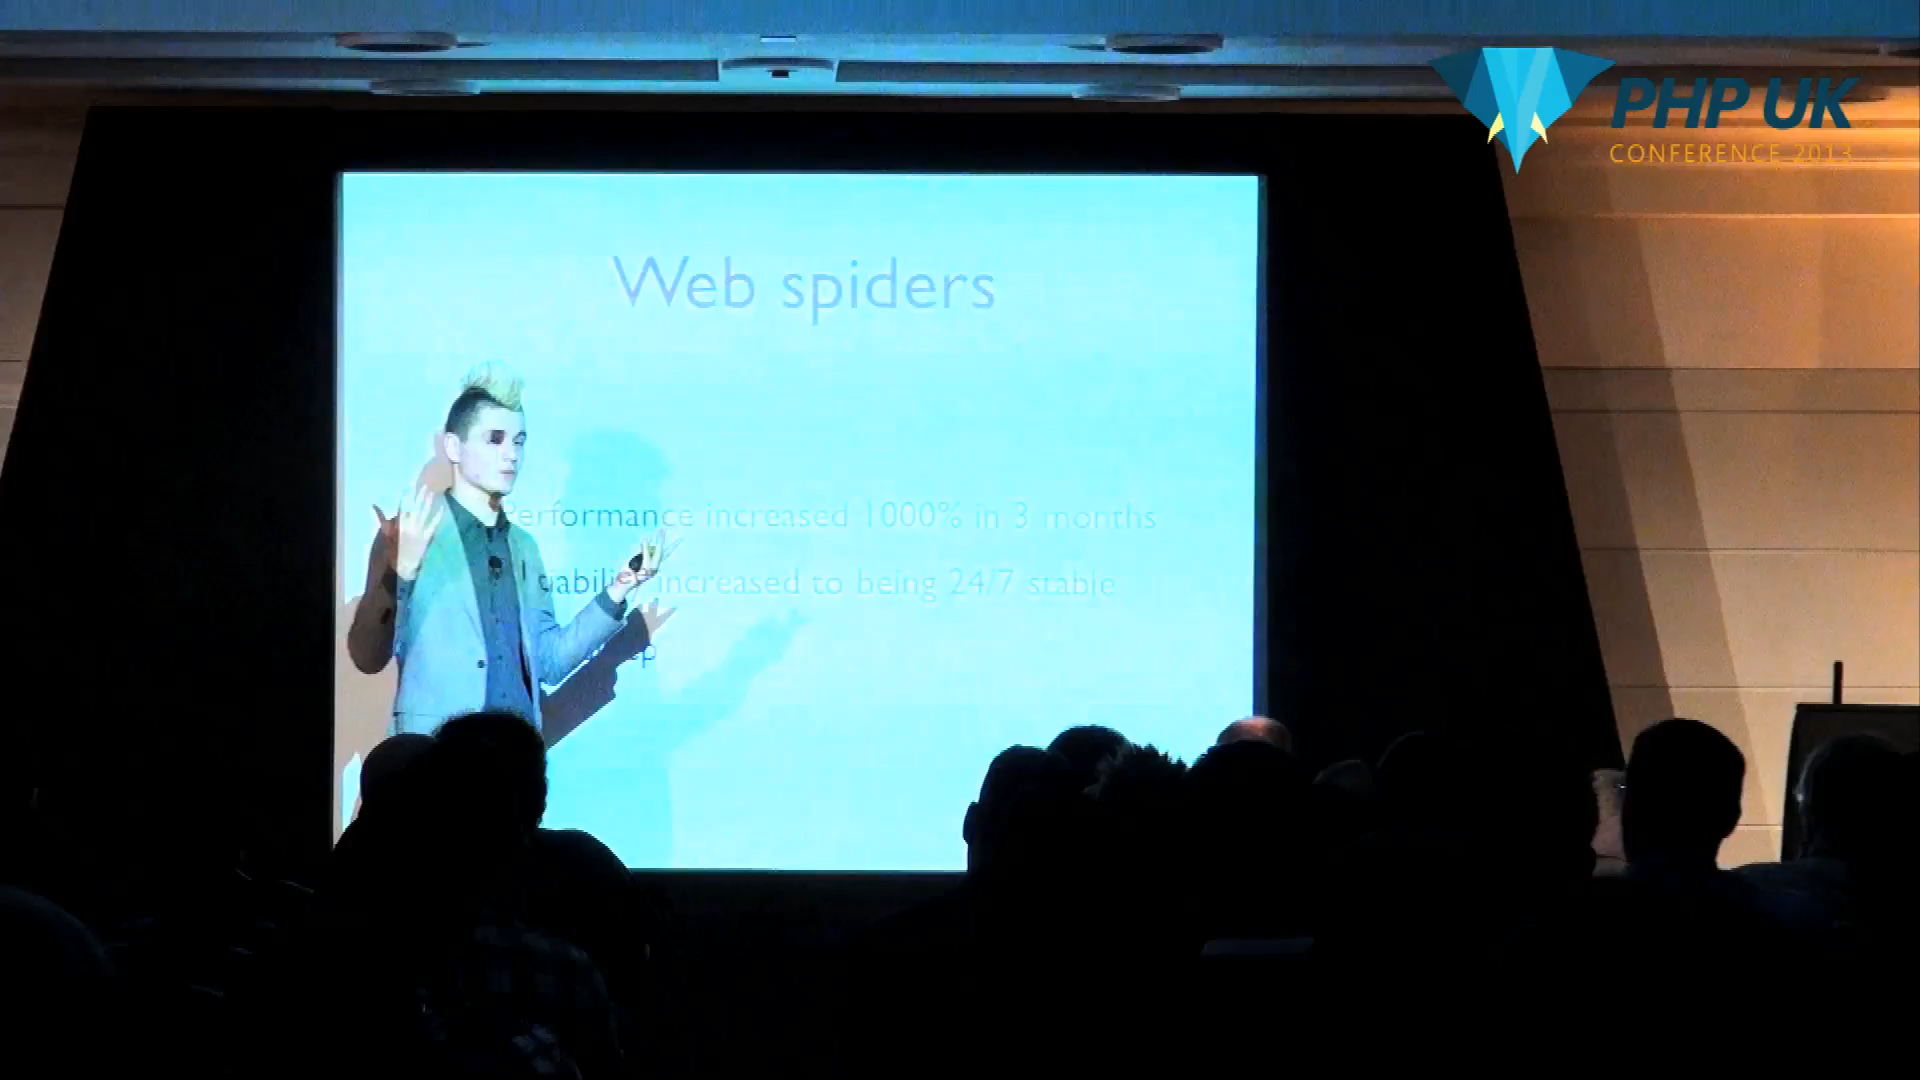 PHP UK
CONFERENCE 2013
Web spiders
Performance increased 1000% in 3 months
increased to being 24/7 stable